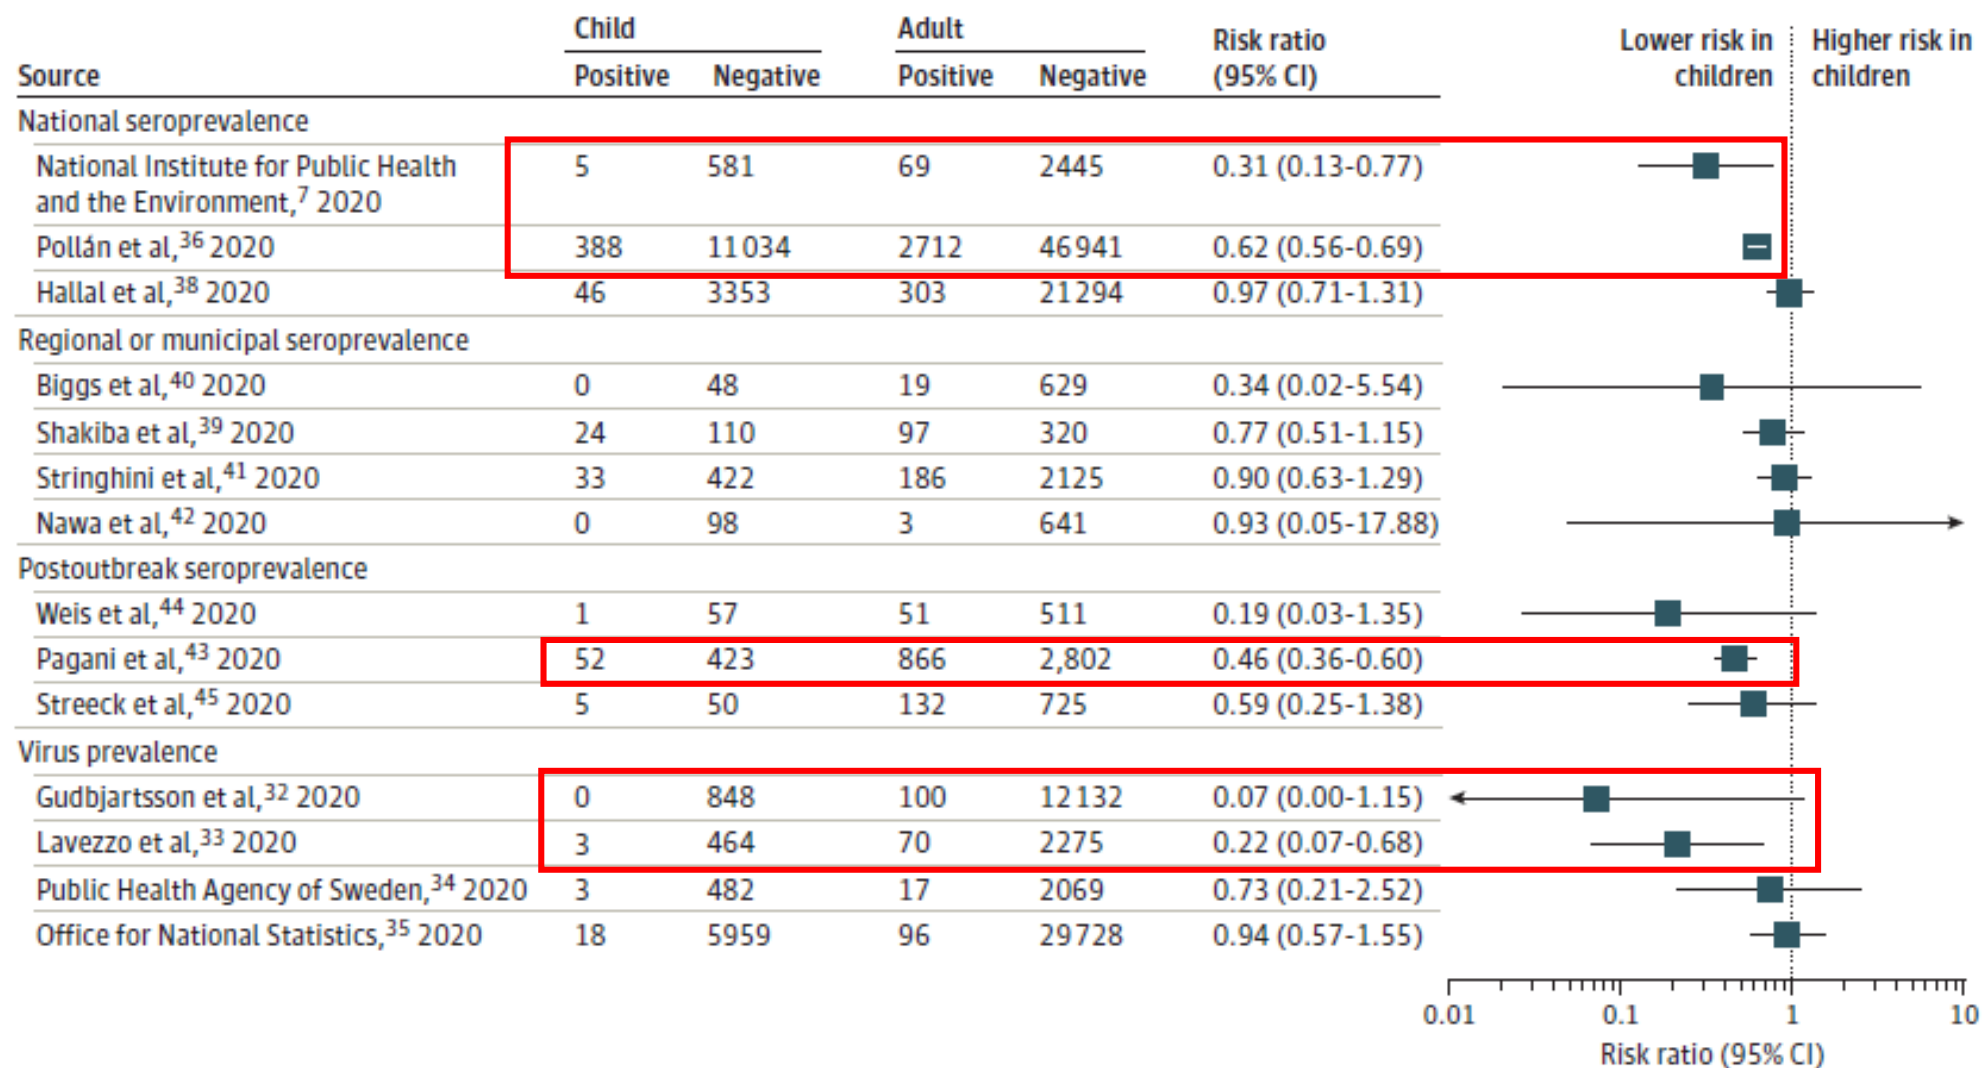 Child Adult Risk ratio (95% CI) Lower risk in children Higher risk in children
Source Positive Negative Positive Negative
National seroprevalence
National Institute for Public Health and the Environment,7 2020 5 581 69 2445 0.31 (0.13-0.77)
Pollán et al,36 2020 388 11034 2712 46941 0.62 (0.56-0.69)
Hallal et al,38 2020 46 3353 303 21294 0.97 (0.71-1.31)
Regional or municipal seroprevalence
Biggs et al,40 2020 0 48 19 629 0.34 (0.02-5.54)
Shakiba et al,39 2020 24 110 97 320 0.77 (0.51-1.15)
Stringhini et al,41 2020 33 422 186 2125 0.90 (0.63-1.29)
Nawa et al,42 2020 0 98 3 641 0.93 (0.05-17.88)
Postoutbreak seroprevalence
Weis et al,44 2020 1 57 51 511 0.19 (0.03-1.35)
Pagani et al,43 2020 52 423 866 2,802 0.46 (0.36-0.60)
Streeck et al,45 2020 5 50 132 725 0.59 (0.25-1.38)
Virus prevalence
Gudbjartsson et al,32 2020 0 848 100 12132 0.07 (0.00-1.15)
Lavezzo et al,33 2020 3 464 70 2275 0.22 (0.07-0.68)
Public Health Agency of Sweden,34 2020 3 482 17 2069 0.73 (0.21-2.52)
Office for National Statistics,35 2020 18 5959 96 29728 0.94 (0.57-1.55)
0.01 0.1 1 10
Risk ratio (95% CI)